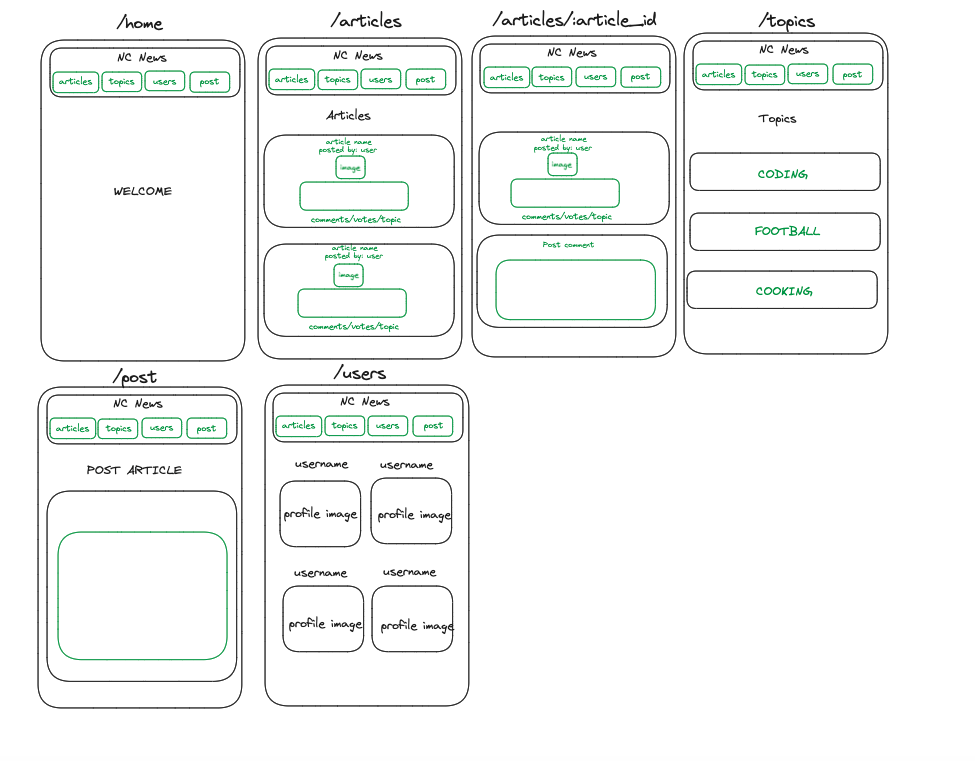 /home
NC News
articles topics users post
WELCOME
/articles
NC News
articles topics users post
Articles
article name
posted by: user
image
comments/votes/topic
article name
posted by: user
image
comments/votes/topic
/articles/:article_id
NC News
articles topics users post
article name
posted by: user
image
comments/votes/topic
Post comment
/topics
NC News
articles topics users post
Topics
CODING
FOOTBALL
COOKING
/post
NC News
articles topics users post
POST ARTICLE
/users
NC News
articles topics users post
username username
profile image profile image
username username
profile image profile image